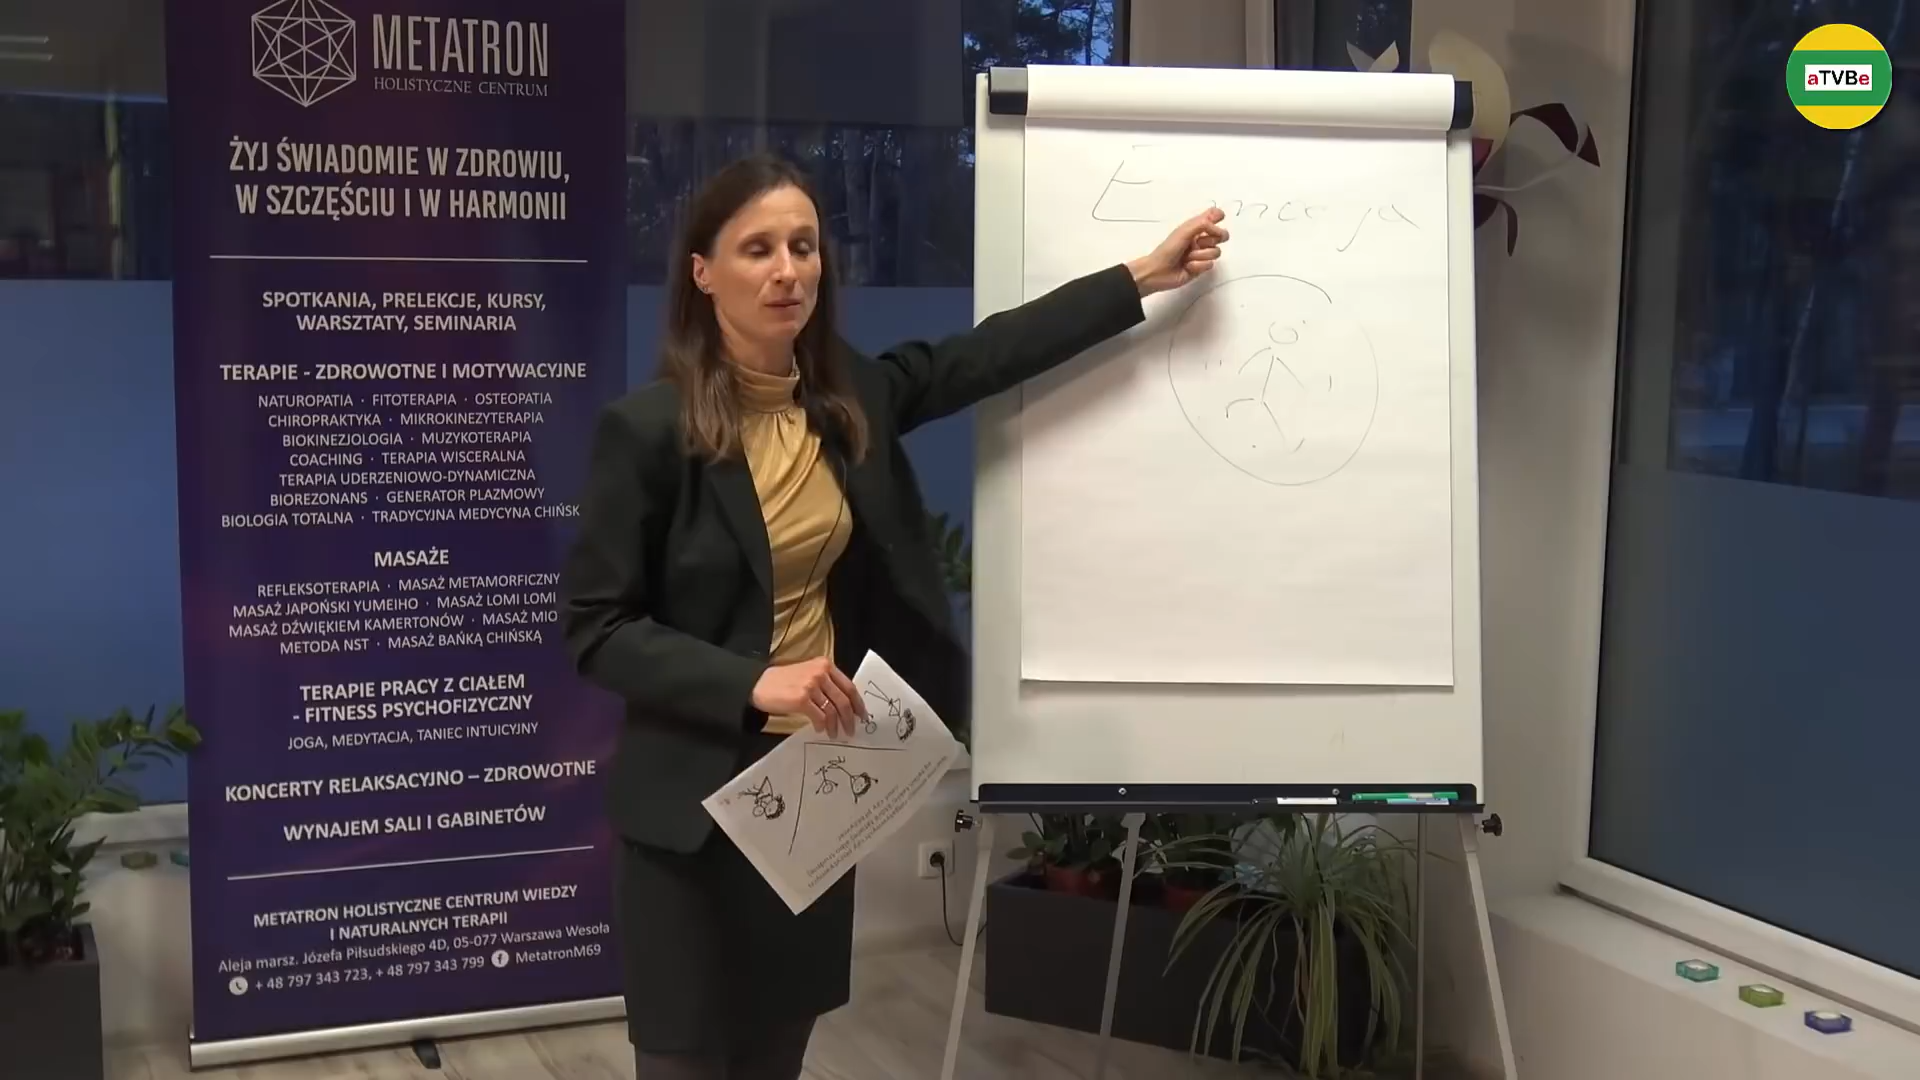 METATRON
HOLISTYCZNE CENTRUM
ŻYJ ŚWIADOMIE W ZDROWIU,
W SZCZĘŚCIU I W HARMONII
SPOTKANIA, PRELEKCJE, KURSY,
WARSZTATY, SEMINARIA
TERAPIE - ZDROWOTNE I MOTYWACYJNE
NATUROPATIA · FITOTERAPIA · OSTEOPATIA
CHIROPRAKTYKA · MIKROKINEZYTERAPIA
BIOKINEZJOLOGIA · MUZYKOTERAPIA
COACHING · TERAPIA WISCERALNA
TERAPIA UDERZENIOWO-DYNAMICZNA
BIOREZONANS · GENERATOR PLAZMOWY
BIOLOGIA TOTALNA · TRADYCYJNA MEDYCYNA CHIŃSK
MASAŻE
REFLEKSOTERAPIA · MASAŻ METAMORFICZNY
MASAŻ JAPOŃSKI YUMEIHO · MASAŻ LOMI LOMI
MASAŻ DŹWIĘKIEM KAMERTONÓW · MASAŻ MIO
METODA NST · MASAŻ BAŃKĄ CHIŃSKĄ
TERAPIE PRACY Z CIAŁEM
- FITNESS PSYCHOFIZYCZNY
JOGA, MEDYTACJA, TANIEC INTUICYJNY
KONCERTY RELAKSACYJNO – ZDROWOTNE
WYNAJEM SALI I GABINETÓW
METATRON HOLISTYCZNE CENTRUM WIEDZY
I NATURALNYCH TERAPII
Aleja marsz. Józefa Piłsudskiego 4D, 05-077 Warszawa Wesoła
+ 48 797 343 723, + 48 797 343 799 MetatronM69
aTVBe